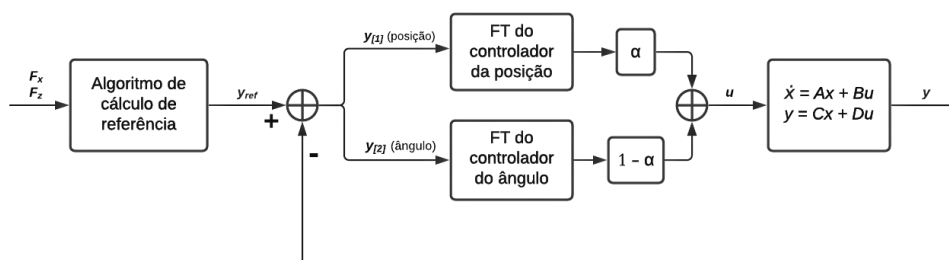 Fx
Fz
Algoritmo de
cálculo de
referência
yref
+
-
y[1] (posição)
FT do
controlador
da posição
α
y[2] (ângulo)
FT do
controlador
do ângulo
1 - α
u
ẋ = Ax + Bu
y = Cx + Du
y